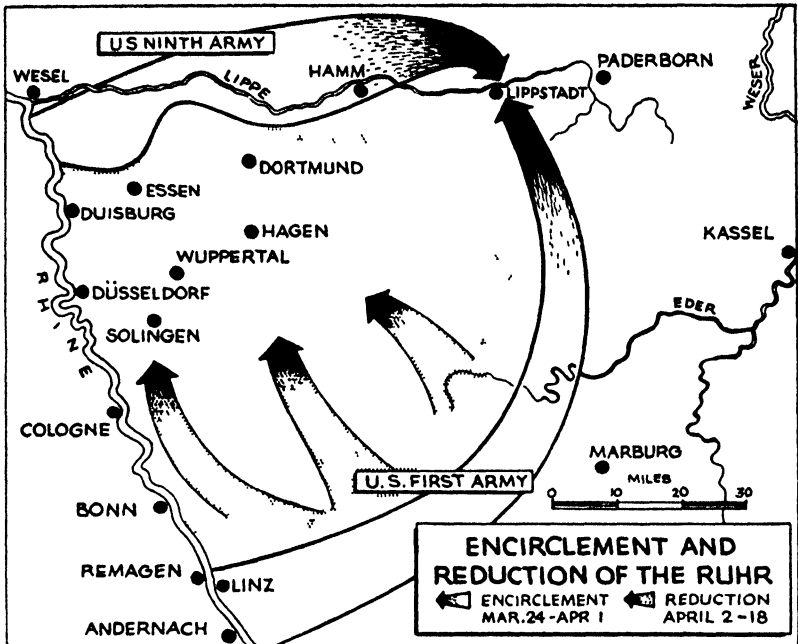 US NINTH ARMY
WESEL
LIPPE
HAMM
LIPPSTADT
PADERBORN
WESER
DORTMUND
ESSEN
DUISBURG
HAGEN
KASSEL
WUPPERTAL
DÜSSELDORF
RHINE
EDER
SOLINGEN
COLOGNE
MARBURG
U.S. FIRST ARMY
MILES
0 10 20 30
BONN
REMAGEN
LINZ
ANDERNACH
ENCIRCLEMENT AND
REDUCTION OF THE RUHR
ENCIRCLEMENT
MAR. 24 - APR 1
REDUCTION
APRIL 2 - 18